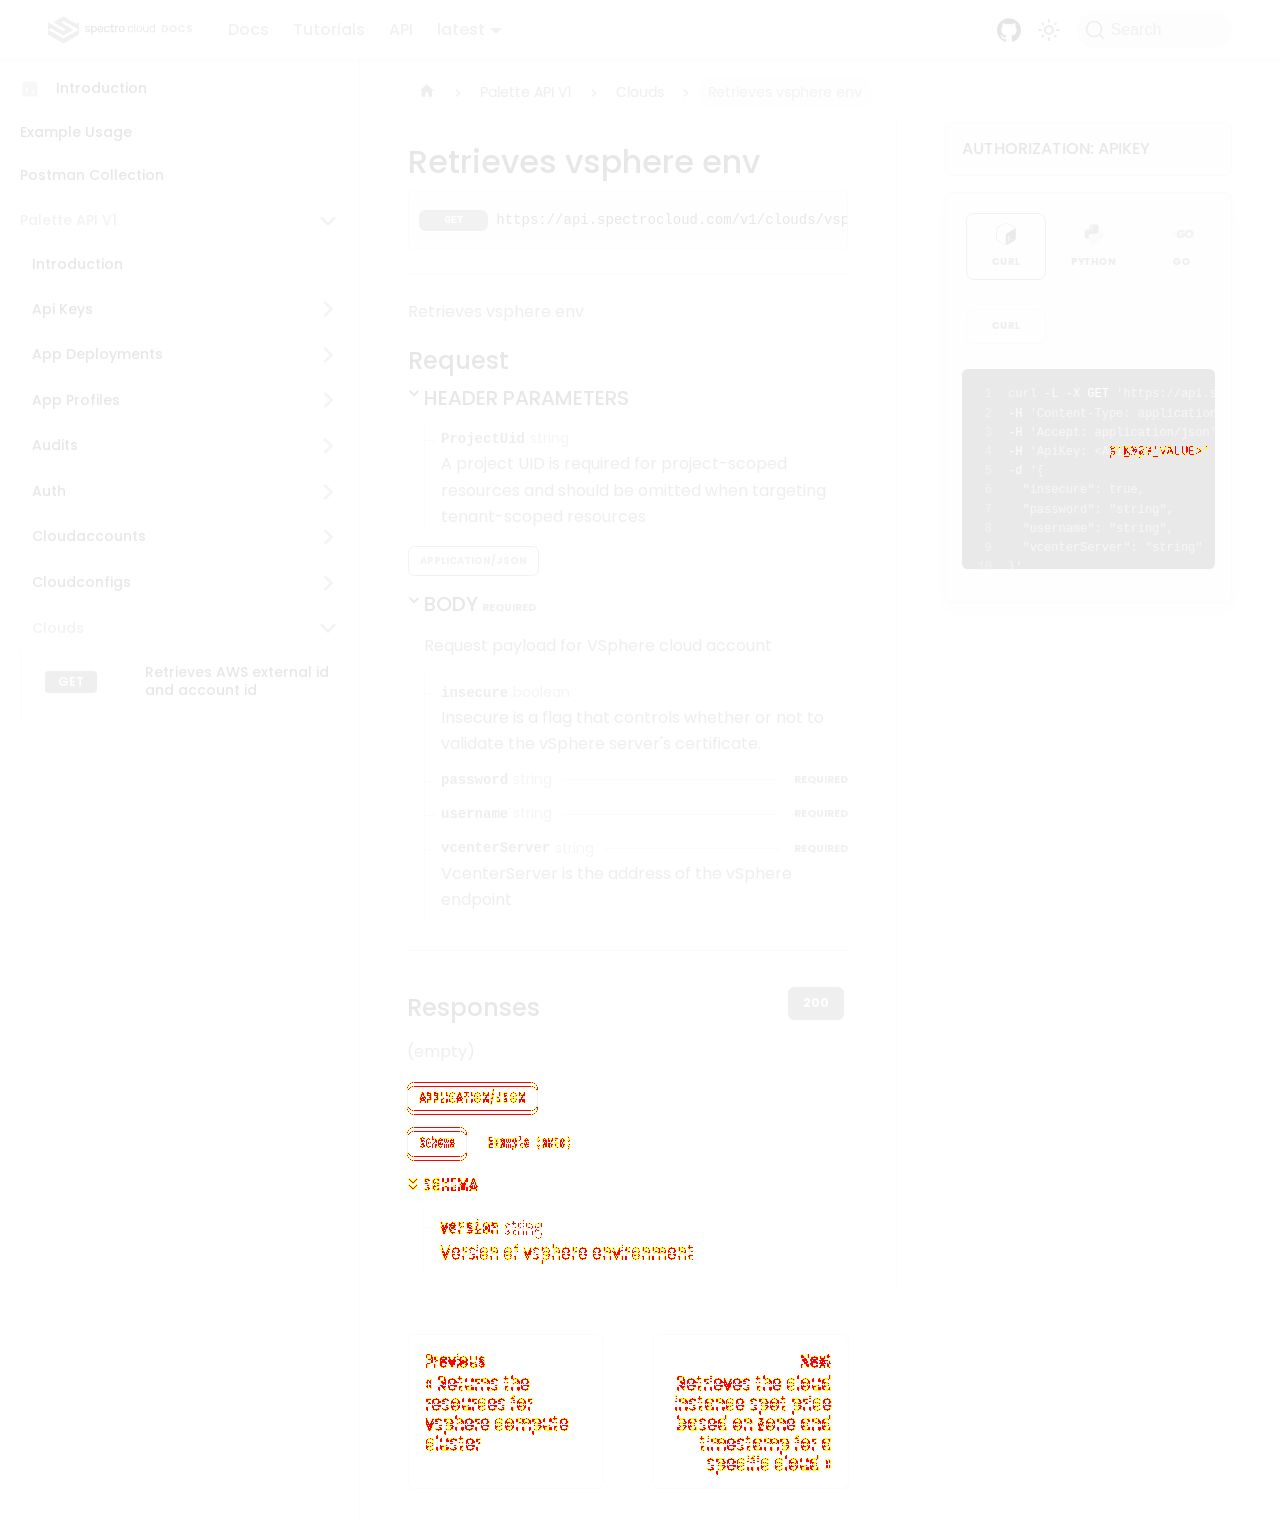 spectro cloud DOCS Docs Tutorials API latest Search
Introduction
Example Usage
Postman Collection
Palette API V1
Introduction
Api Keys
App Deployments
App Profiles
Audits
Auth
Cloudaccounts
Cloudconfigs
Clouds
GET Retrieves AWS external id
and account id
Palette API V1 Clouds Retrieves vsphere env
Retrieves vsphere env
GET https://api.spectrocloud.com/v1/clouds/vsp
Retrieves vsphere env
Request
HEADER PARAMETERS
ProjectUid string
A project UID is required for project-scoped
resources and should be omitted when targeting
tenant-scoped resources
APPLICATION/JSON
BODY REQUIRED
Request payload for VSphere cloud account
insecure boolean
Insecure is a flag that controls whether or not to
validate the vSphere server's certificate.
password string REQUIRED
username string REQUIRED
vcenterServer string REQUIRED
VcenterServer is the address of the vSphere
endpoint
Responses
200
(empty)
APPLICATION/JSON
Schema Example (auto)
SCHEMA
version string
Version of vsphere environment
Previous
« Returns the
resources for
vsphere compute
cluster
Next
Retrieves the cloud
instance spot price
based on zone and
timestamp for a
specific cloud »
AUTHORIZATION: APIKEY
CURL PYTHON GO
CURL
1 curl -L -X GET 'https://api.s
2 -H 'Content-Type: application
3 -H 'Accept: application/json'
4 -H 'ApiKey:
5 -d '{
6 "insecure": true,
7 "password": "string",
8 "username": "string",
9 "vcenterServer": "string"
10 }'